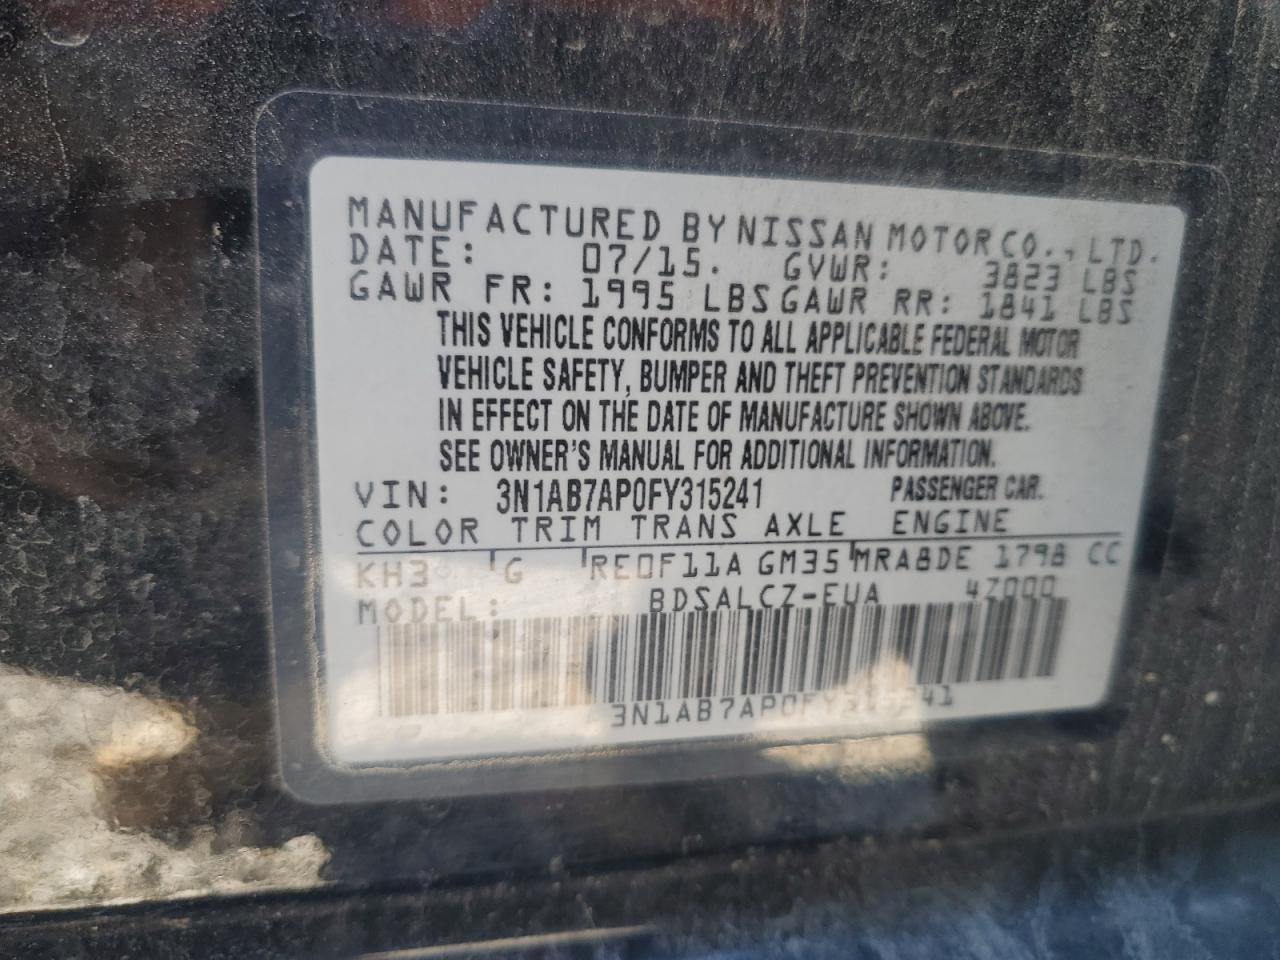 MANUFACTURED BY NISSAN MOTOR CO., LTD.
DATE: 07/15. GVWR: 3823 LBS
GAWR FR: 1995 LBS GAWR RR: 1841 LBS
THIS VEHICLE CONFORMS TO ALL APPLICABLE FEDERAL MOTOR
VEHICLE SAFETY, BUMPER AND THEFT PREVENTION STANDARDS
IN EFFECT ON THE DATE OF MANUFACTURE SHOWN ABOVE.
SEE OWNER'S MANUAL FOR ADDITIONAL INFORMATION.
VIN: 3N1AB7AP0FY315241 PASSENGER CAR.
COLOR TRIM TRANS AXLE ENGINE
KH3 G RE0F11A GM35 MRA8DE 1798 CC
MODEL: BDSALCZ-EUA 4Z000
3N1AB7AP0FY315241